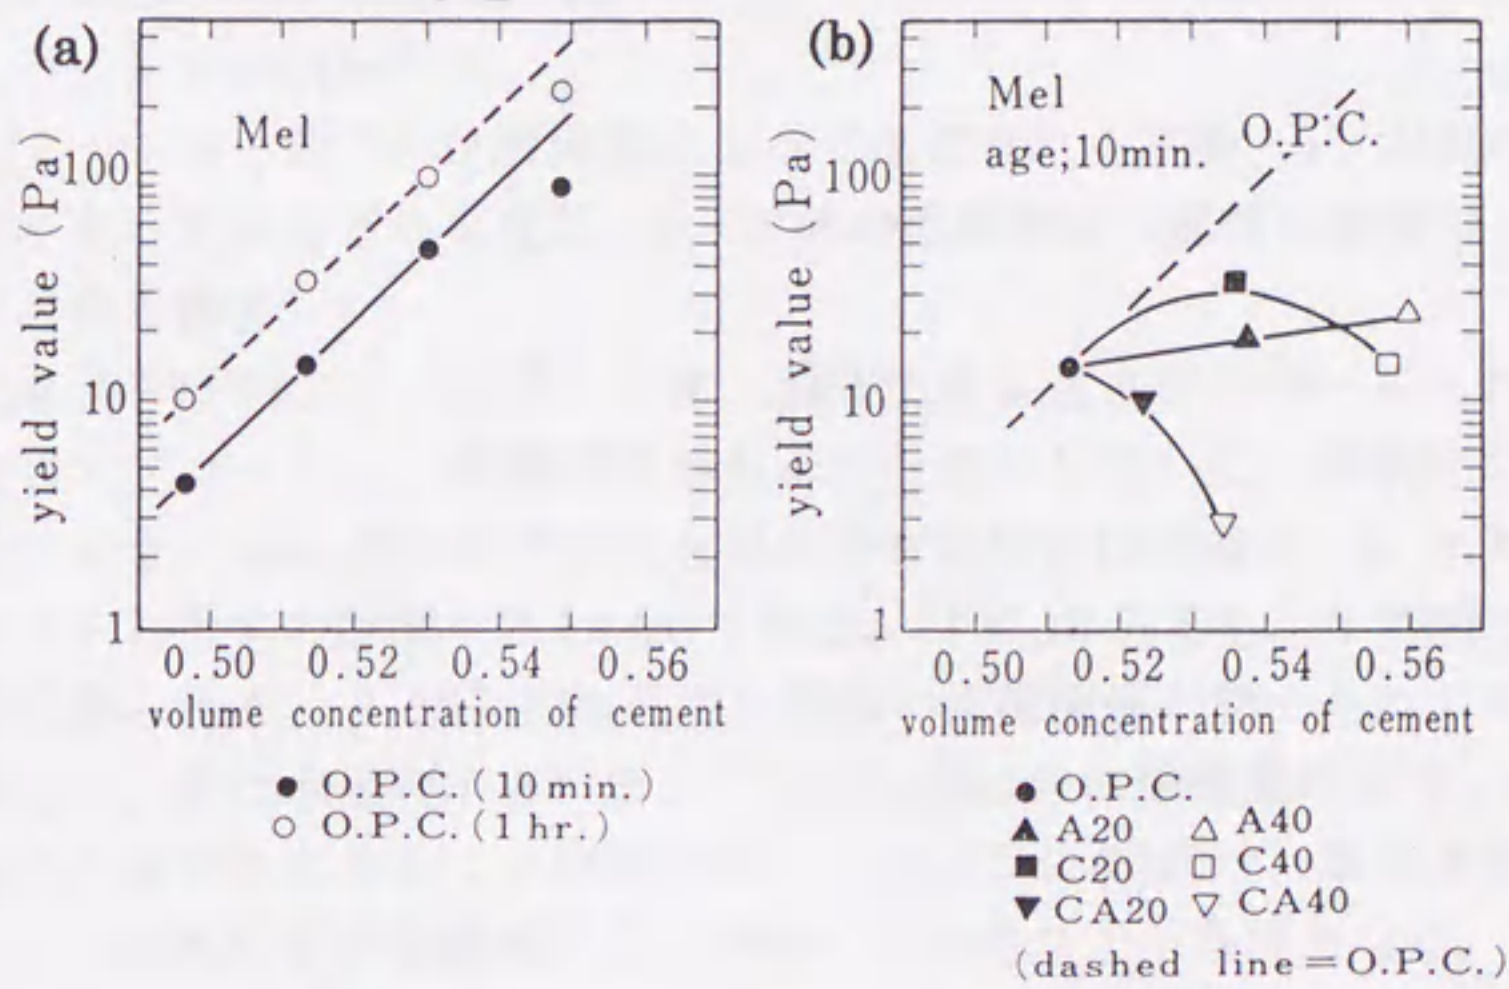 (a)
Mel
yield value (Pa)
100
10
1
0.50 0.52 0.54 0.56
volume concentration of cement
● O.P.C. (10 min.)
○ O.P.C. (1 hr.)
(b)
Mel
age;10min.
O.P.C.
yield value (Pa)
100
10
1
0.50 0.52 0.54 0.56
volume concentration of cement
● O.P.C.
▲ A20 △ A40
■ C20 □ C40
▼ CA20 ▽ CA40
(dashed line=O.P.C.)